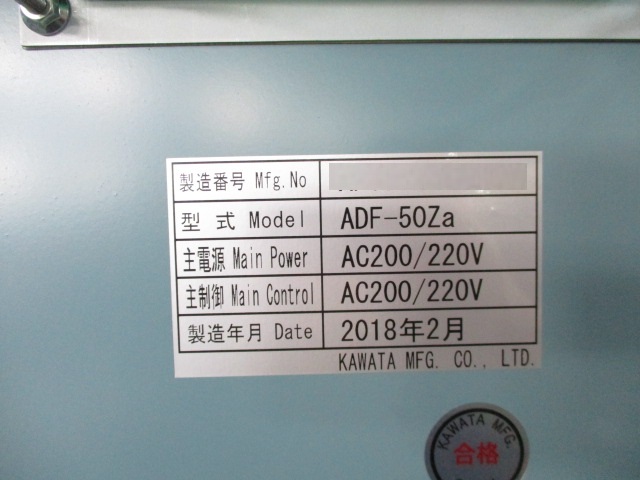 製造番号 Mfg.No
型式 Model ADF-50Za
主電源 Main Power AC200/220V
主制御 Main Control AC200/220V
製造年月 Date 2018年2月
KAWATA MFG. CO., LTD.
KAWATA MFG.
合格